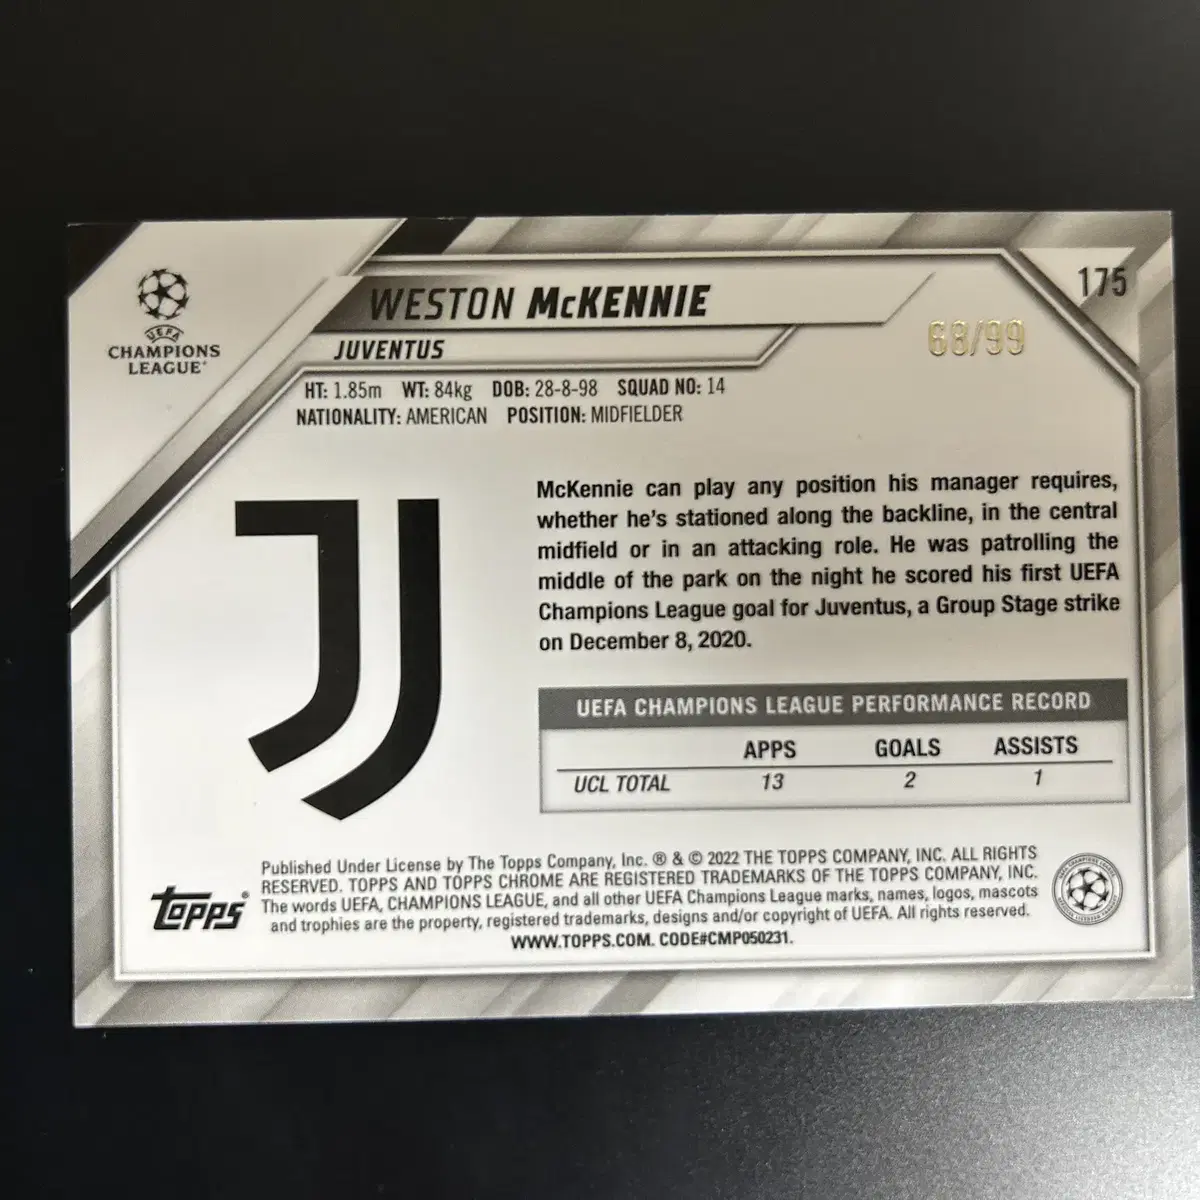 UEFA
CHAMPIONS
LEAGUE®
WESTON McKENNIE
175
68/99
JUVENTUS
HT: 1.85m WT: 84kg DOB: 28-8-98 SQUAD NO: 14
NATIONALITY: AMERICAN POSITION: MIDFIELDER
McKennie can play any position his manager requires,
whether he's stationed along the backline, in the central
midfield or in an attacking role. He was patrolling the
middle of the park on the night he scored his first UEFA
Champions League goal for Juventus, a Group Stage strike
on December 8, 2020.
UEFA CHAMPIONS LEAGUE PERFORMANCE RECORD
APPS GOALS ASSISTS
UCL TOTAL 13 2 1
topps®
Published Under License by The Topps Company, Inc. ® & © 2022 THE TOPPS COMPANY, INC. ALL RIGHTS
RESERVED. TOPPS AND TOPPS CHROME ARE REGISTERED TRADEMARKS OF THE TOPPS COMPANY, INC.
The words UEFA, CHAMPIONS LEAGUE, and all other UEFA Champions League marks, names, logos, mascots
and trophies are the property, registered trademarks, designs and/or copyright of UEFA. All rights reserved.
WWW.TOPPS.COM. CODE#CMP050231.